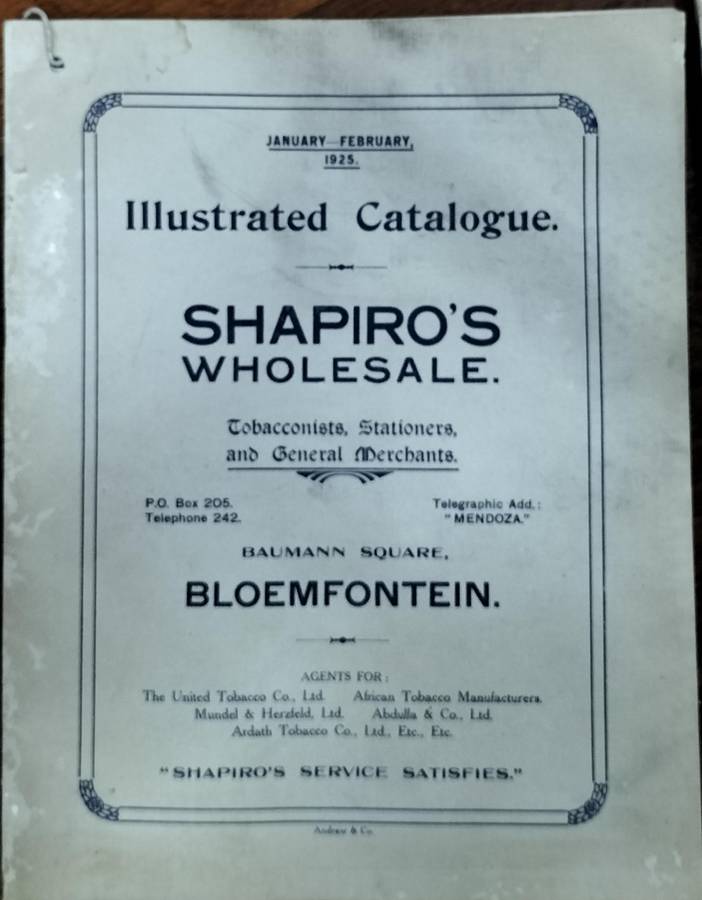 JANUARY—FEBRUARY,
1925.
Illustrated Catalogue.
SHAPIRO'S
WHOLESALE.
Tobacconists, Stationers,
and General Merchants.
P.O. Box 205.
Telephone 242.
Telegraphic Add.:
"MENDOZA."
BAUMANN SQUARE,
BLOEMFONTEIN.
AGENTS FOR:
The United Tobacco Co., Ltd. African Tobacco Manufacturers.
Mundel & Herzfeld, Ltd. Abdulla & Co., Ltd.
Ardath Tobacco Co., Ltd., Etc., Etc.
"SHAPIRO'S SERVICE SATISFIES."
Andrew & Co.